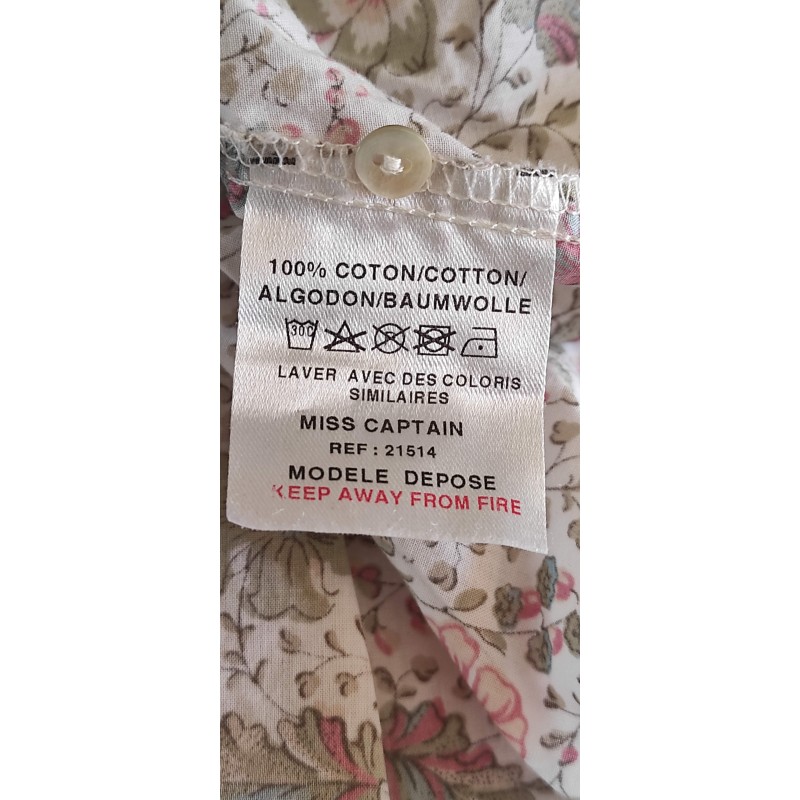 100% COTON/COTTON/
ALGODON/BAUMWOLLE
30C
LAVER AVEC DES COLORIS
SIMILAIRES
MISS CAPTAIN
REF : 21514
MODELE DEPOSE
KEEP AWAY FROM FIRE